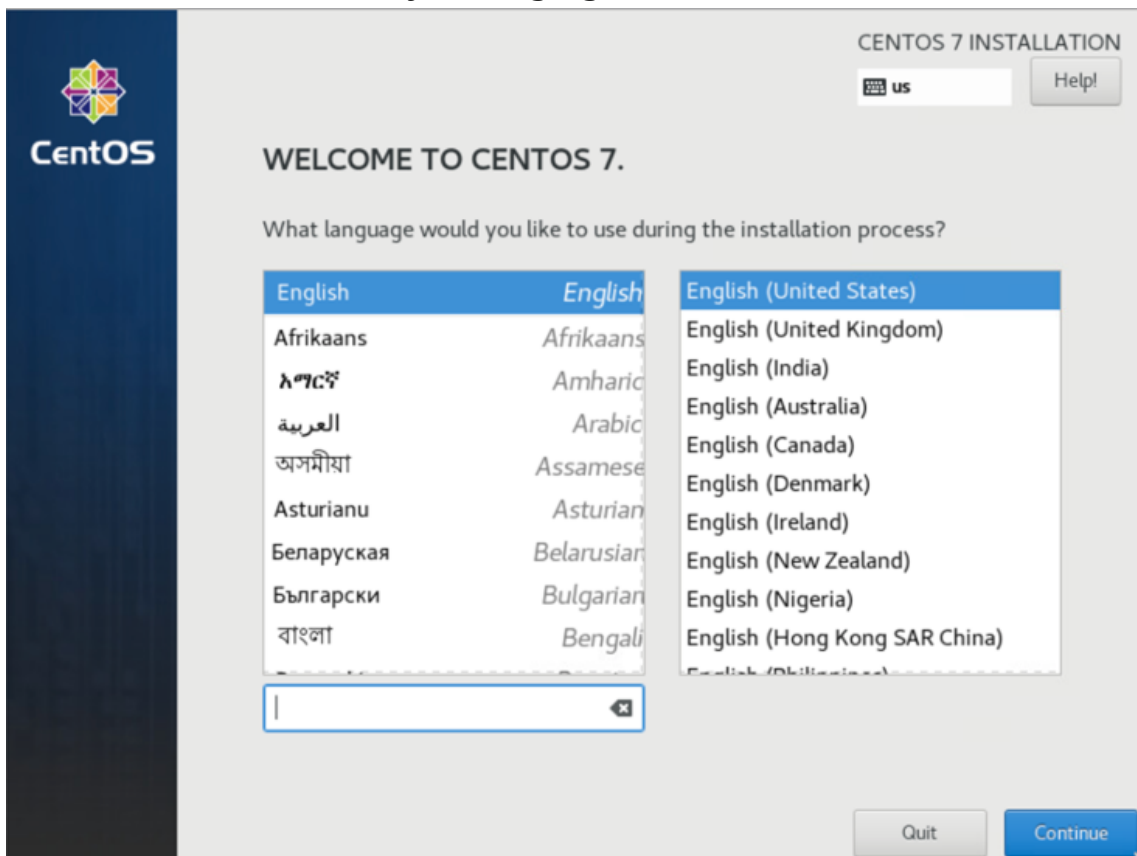 CENTOS 7 INSTALLATION
us
Help!
CentOS
WELCOME TO CENTOS 7.
What language would you like to use during the installation process?
English English
Afrikaans Afrikaans
አማርኛ Amharic
العربية Arabic
অসমীয়া Assamese
Asturianu Asturian
Беларуская Belarusian
Български Bulgarian
বাংলা Bengali
English (United States)
English (United Kingdom)
English (India)
English (Australia)
English (Canada)
English (Denmark)
English (Ireland)
English (New Zealand)
English (Nigeria)
English (Hong Kong SAR China)
English (Philippines)
Quit
Continue